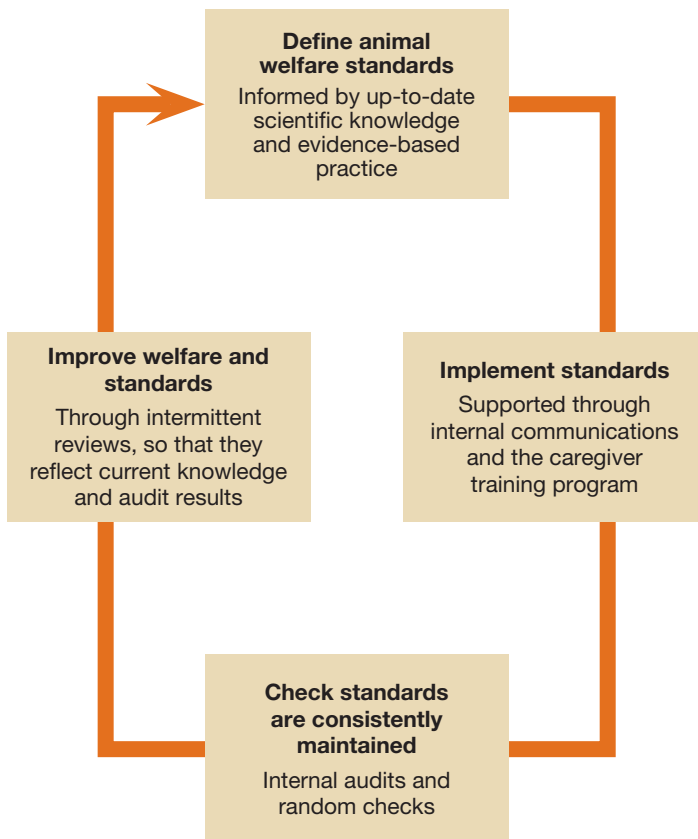 Define animal
welfare standards
Informed by up-to-date
scientific knowledge
and evidence-based
practice
Improve welfare and
standards
Through intermittent
reviews, so that they
reflect current knowledge
and audit results
Implement standards
Supported through
internal communications
and the caregiver
training program
Check standards
are consistently
maintained
Internal audits and
random checks